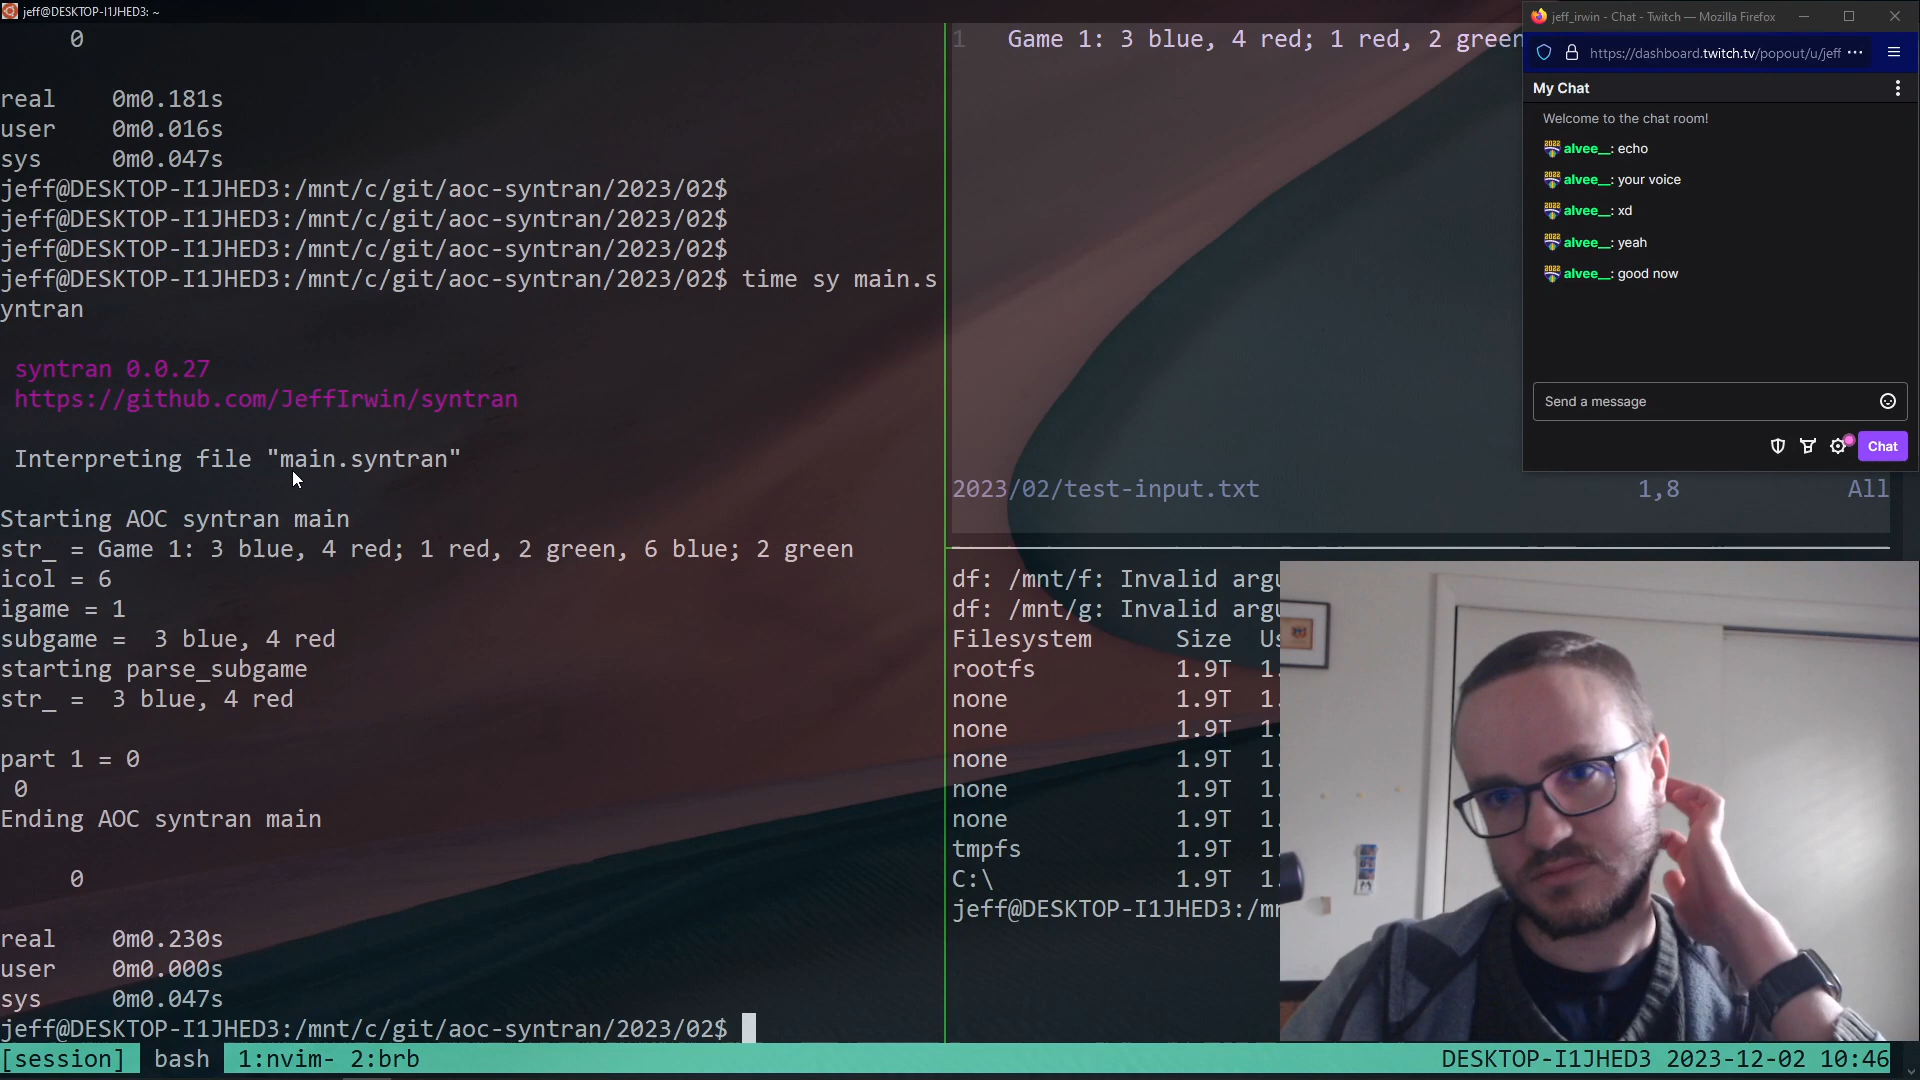 jeff@DESKTOP-I1JHED3: ~
0
real 0m0.181s
user 0m0.016s
sys 0m0.047s
jeff@DESKTOP-I1JHED3:/mnt/c/git/aoc-syntran/2023/02$
jeff@DESKTOP-I1JHED3:/mnt/c/git/aoc-syntran/2023/02$
jeff@DESKTOP-I1JHED3:/mnt/c/git/aoc-syntran/2023/02$
jeff@DESKTOP-I1JHED3:/mnt/c/git/aoc-syntran/2023/02$ time sy main.s
yntran
syntran 0.0.27
https://github.com/JeffIrwin/syntran
Interpreting file "main.syntran"
Starting AOC syntran main
str_ = Game 1: 3 blue, 4 red; 1 red, 2 green, 6 blue; 2 green
icol = 6
igame = 1
subgame =  3 blue, 4 red
starting parse_subgame
str_ =  3 blue, 4 red
part 1 = 0
0
Ending AOC syntran main
0
real 0m0.230s
user 0m0.000s
sys 0m0.047s
jeff@DESKTOP-I1JHED3:/mnt/c/git/aoc-syntran/2023/02$
1 Game 1: 3 blue, 4 red; 1 red, 2 green
2023/02/test-input.txt 1,8 All
df: /mnt/f: Invalid argu
df: /mnt/g: Invalid argu
Filesystem Size Us
rootfs 1.9T 1.
none 1.9T 1.
none 1.9T 1.
none 1.9T 1.
none 1.9T 1.
none 1.9T 1.
tmpfs 1.9T 1.
C:\ 1.9T 1.
jeff@DESKTOP-I1JHED3:/mn
jeff_irwin - Chat - Twitch — Mozilla Firefox
https://dashboard.twitch.tv/popout/u/jeff
My Chat
Welcome to the chat room!
alvee__: echo
alvee__: your voice
alvee__: xd
alvee__: yeah
alvee__: good now
Send a message
Chat
[session] bash 1:nvim- 2:brb DESKTOP-I1JHED3 2023-12-02 10:46